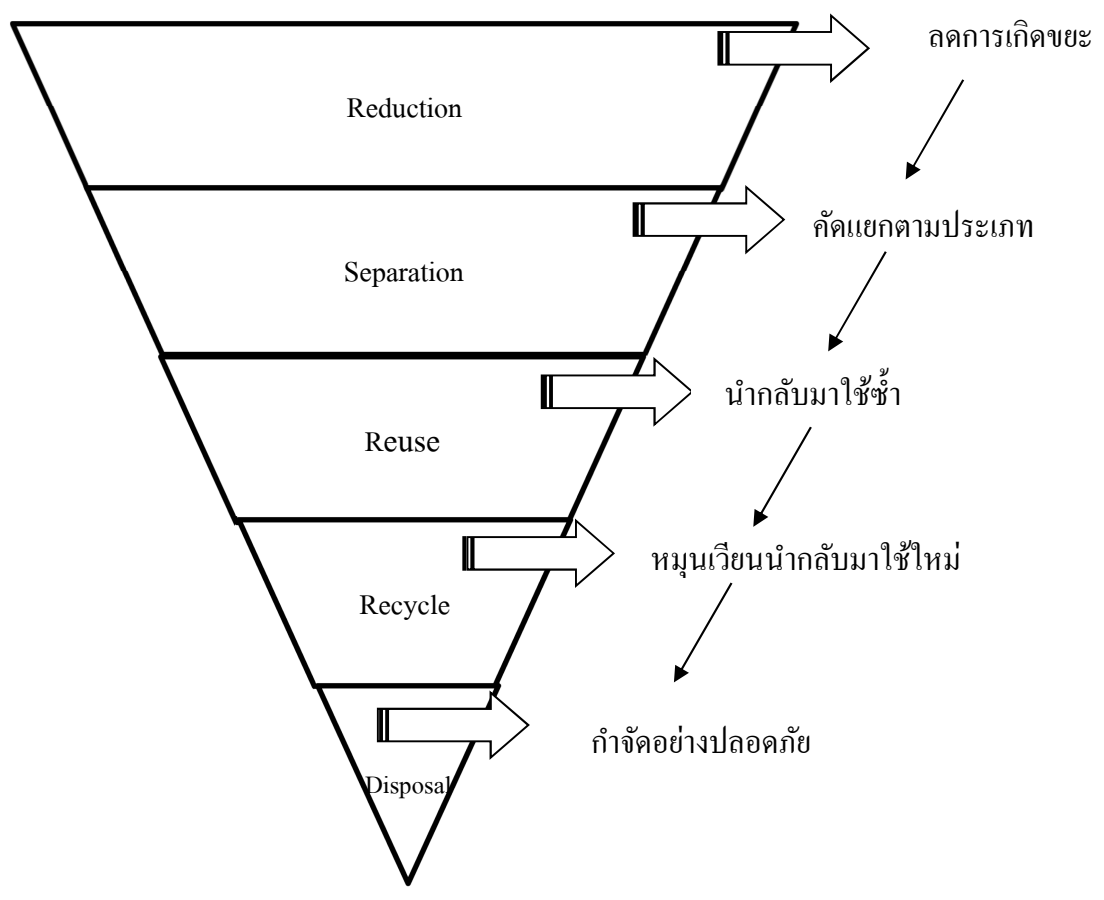 Reduction
ลดการเกิดขยะ
Separation
คัดแยกตามประเภท
Reuse
นำกลับมาใช้ซ้ำ
Recycle
หมุนเวียนนำกลับมาใช้ใหม่
Disposal
กำจัดอย่างปลอดภัย